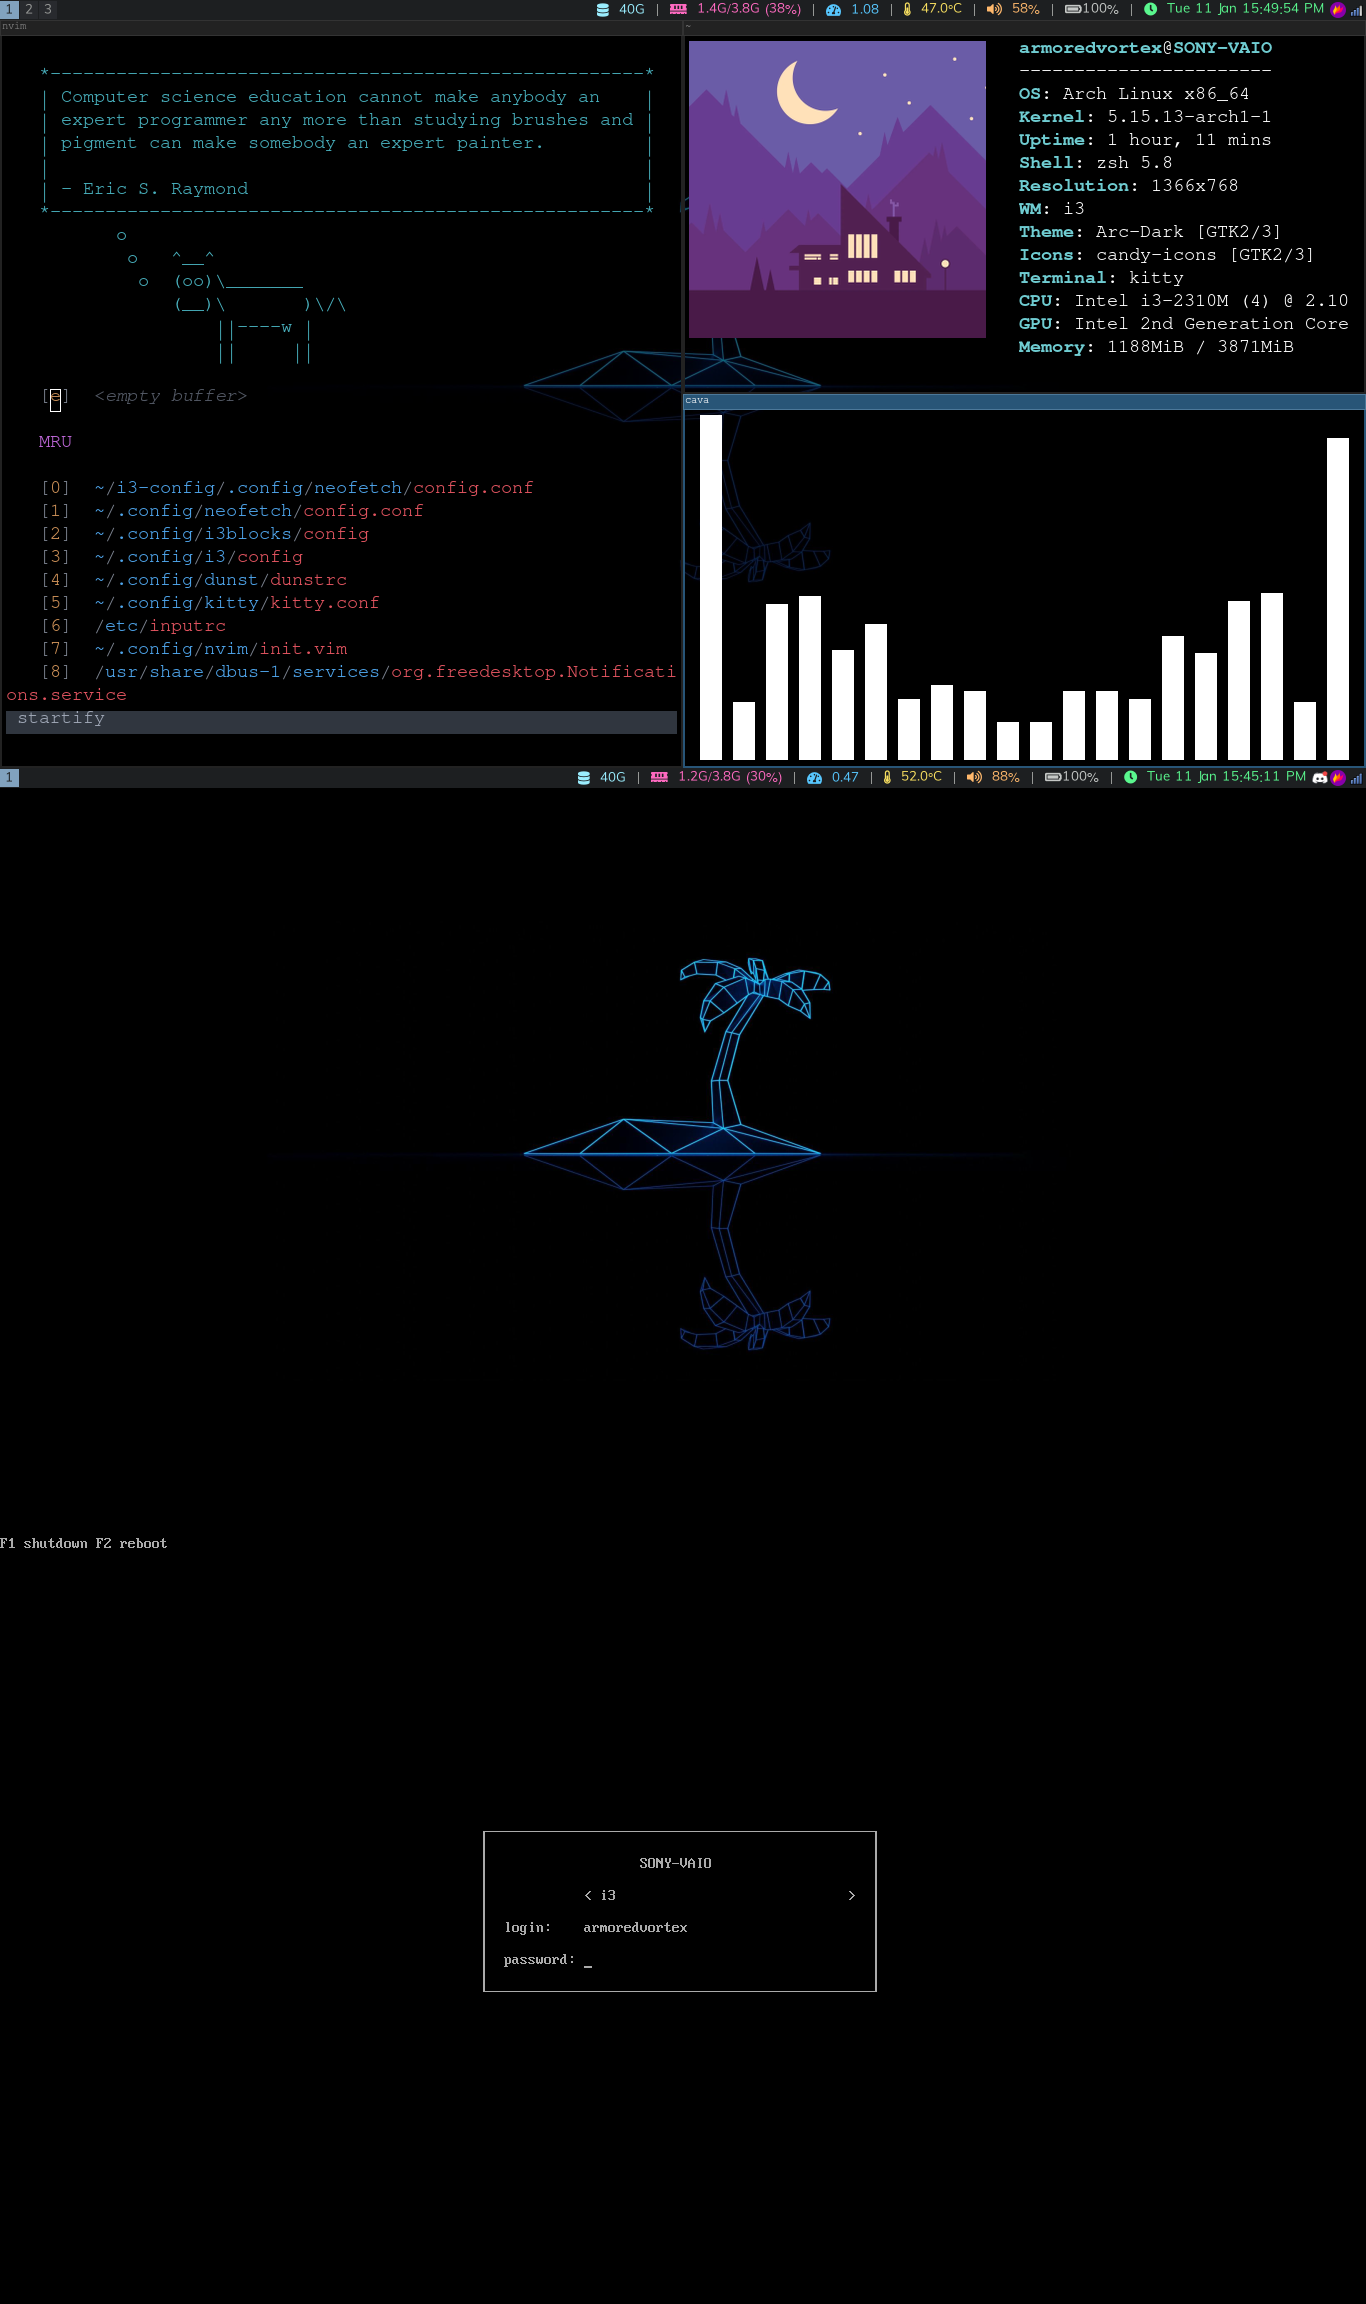 1 2 3 40G | 1.4G/3.8G (38%) | 1.08 | 47.0°C | 58% | 100% | Tue 11 Jan 15:49:54 PM
nvim
*------------------------------------------------------*
| Computer science education cannot make anybody an |
| expert programmer any more than studying brushes and |
| pigment can make somebody an expert painter. |
| |
| - Eric S. Raymond |
*------------------------------------------------------*
o
o ^__^
o (oo)\_______
(__)\ )\/\
||----w |
|| ||
[e] <empty buffer>
MRU
[0] ~/i3-config/.config/neofetch/config.conf
[1] ~/.config/neofetch/config.conf
[2] ~/.config/i3blocks/config
[3] ~/.config/i3/config
[4] ~/.config/dunst/dunstrc
[5] ~/.config/kitty/kitty.conf
[6] /etc/inputrc
[7] ~/.config/nvim/init.vim
[8] /usr/share/dbus-1/services/org.freedesktop.Notificati
ons.service
startify
~
armoredvortex@SONY-VAIO
-----------------------
OS: Arch Linux x86_64
Kernel: 5.15.13-arch1-1
Uptime: 1 hour, 11 mins
Shell: zsh 5.8
Resolution: 1366x768
WM: i3
Theme: Arc-Dark [GTK2/3]
Icons: candy-icons [GTK2/3]
Terminal: kitty
CPU: Intel i3-2310M (4) @ 2.10
GPU: Intel 2nd Generation Core
Memory: 1188MiB / 3871MiB
cava
1 40G | 1.2G/3.8G (30%) | 0.47 | 52.0°C | 88% | 100% | Tue 11 Jan 15:45:11 PM
F1 shutdown F2 reboot
SONY-VAIO
< i3 >
login: armoredvortex
password: _